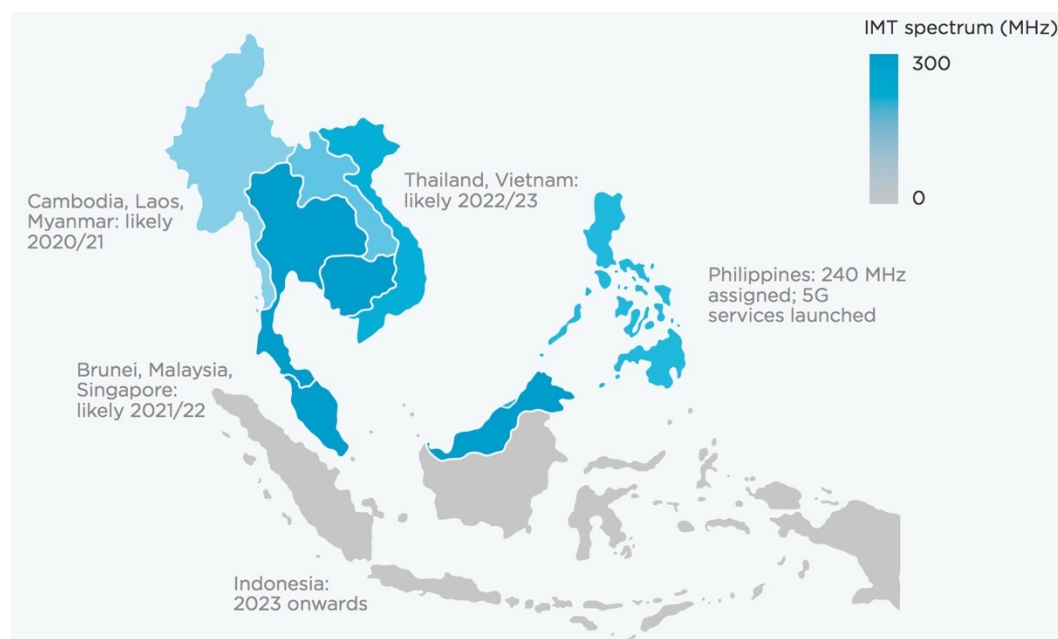 IMT spectrum (MHz)
300
0
Thailand, Vietnam:
likely 2022/23
Cambodia, Laos,
Myanmar: likely
2020/21
Philippines: 240 MHz
assigned; 5G
services launched
Brunei, Malaysia,
Singapore:
likely 2021/22
Indonesia:
2023 onwards